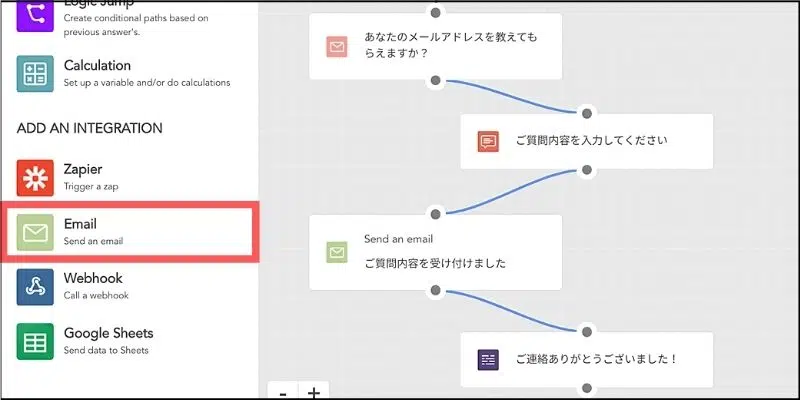 Logic Jump
Create conditional paths based on
previous answer's.
Calculation
Set up a variable and/or do calculations
ADD AN INTEGRATION
Zapier
Trigger a zap
Email
Send an email
Webhook
Call a webhook
Google Sheets
Send data to Sheets
あなたのメールアドレスを教えても
らえますか？
ご質問内容を入力してください
Send an email
ご質問内容を受け付けました
ご連絡ありがとうございました！
- +